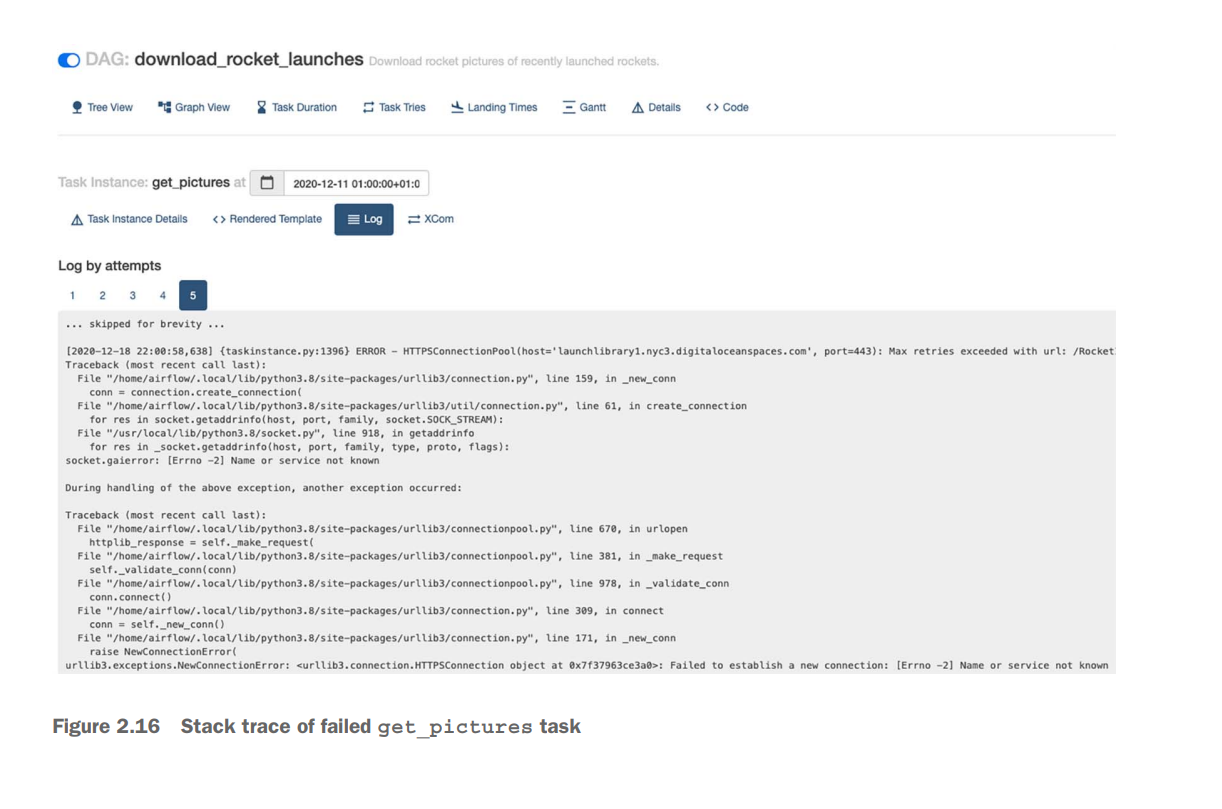 DAG: download_rocket_launches Download rocket pictures of recently launched rockets.
Tree View Graph View Task Duration Task Tries Landing Times Gantt Details <> Code
Task Instance: get_pictures at 2020-12-11 01:00:00+01:0
Task Instance Details <> Rendered Template Log XCom
Log by attempts
1 2 3 4 5
... skipped for brevity ...
[2020-12-18 22:00:58,638] {taskinstance.py:1396} ERROR - HTTPSConnectionPool(host='launchlibrary1.nyc3.digitaloceanspaces.com', port=443): Max retries exceeded with url: /Rocket
Traceback (most recent call last):
  File "/home/airflow/.local/lib/python3.8/site-packages/urllib3/connection.py", line 159, in _new_conn
    conn = connection.create_connection(
  File "/home/airflow/.local/lib/python3.8/site-packages/urllib3/util/connection.py", line 61, in create_connection
    for res in socket.getaddrinfo(host, port, family, socket.SOCK_STREAM):
  File "/usr/local/lib/python3.8/socket.py", line 918, in getaddrinfo
    for res in _socket.getaddrinfo(host, port, family, type, proto, flags):
socket.gaierror: [Errno -2] Name or service not known
During handling of the above exception, another exception occurred:
Traceback (most recent call last):
  File "/home/airflow/.local/lib/python3.8/site-packages/urllib3/connectionpool.py", line 670, in urlopen
    httplib_response = self._make_request(
  File "/home/airflow/.local/lib/python3.8/site-packages/urllib3/connectionpool.py", line 381, in _make_request
    self._validate_conn(conn)
  File "/home/airflow/.local/lib/python3.8/site-packages/urllib3/connectionpool.py", line 978, in _validate_conn
    conn.connect()
  File "/home/airflow/.local/lib/python3.8/site-packages/urllib3/connection.py", line 309, in connect
    conn = self._new_conn()
  File "/home/airflow/.local/lib/python3.8/site-packages/urllib3/connection.py", line 171, in _new_conn
    raise NewConnectionError(
urllib3.exceptions.NewConnectionError: <urllib3.connection.HTTPSConnection object at 0x7f37963ce3a0>: Failed to establish a new connection: [Errno -2] Name or service not known
Figure 2.16 Stack trace of failed get_pictures task